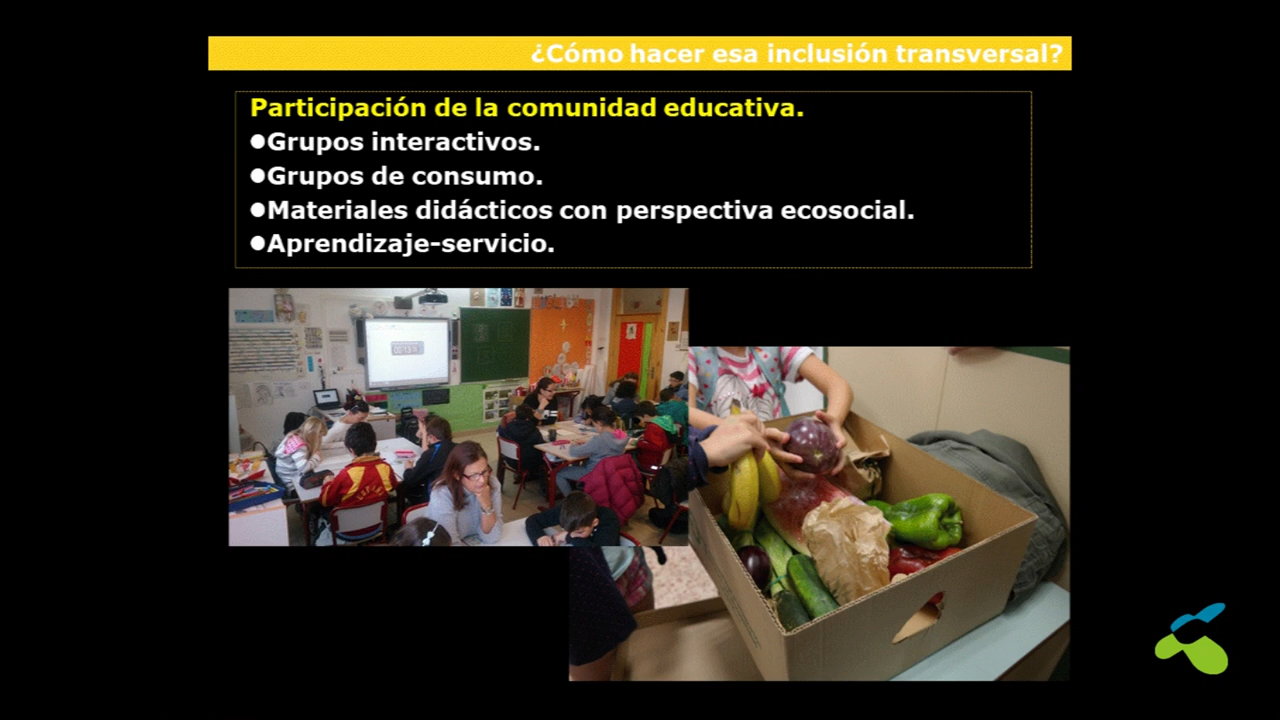 ¿Cómo hacer esa inclusión transversal?
Participación de la comunidad educativa.
●Grupos interactivos.
●Grupos de consumo.
●Materiales didácticos con perspectiva ecosocial.
●Aprendizaje-servicio.